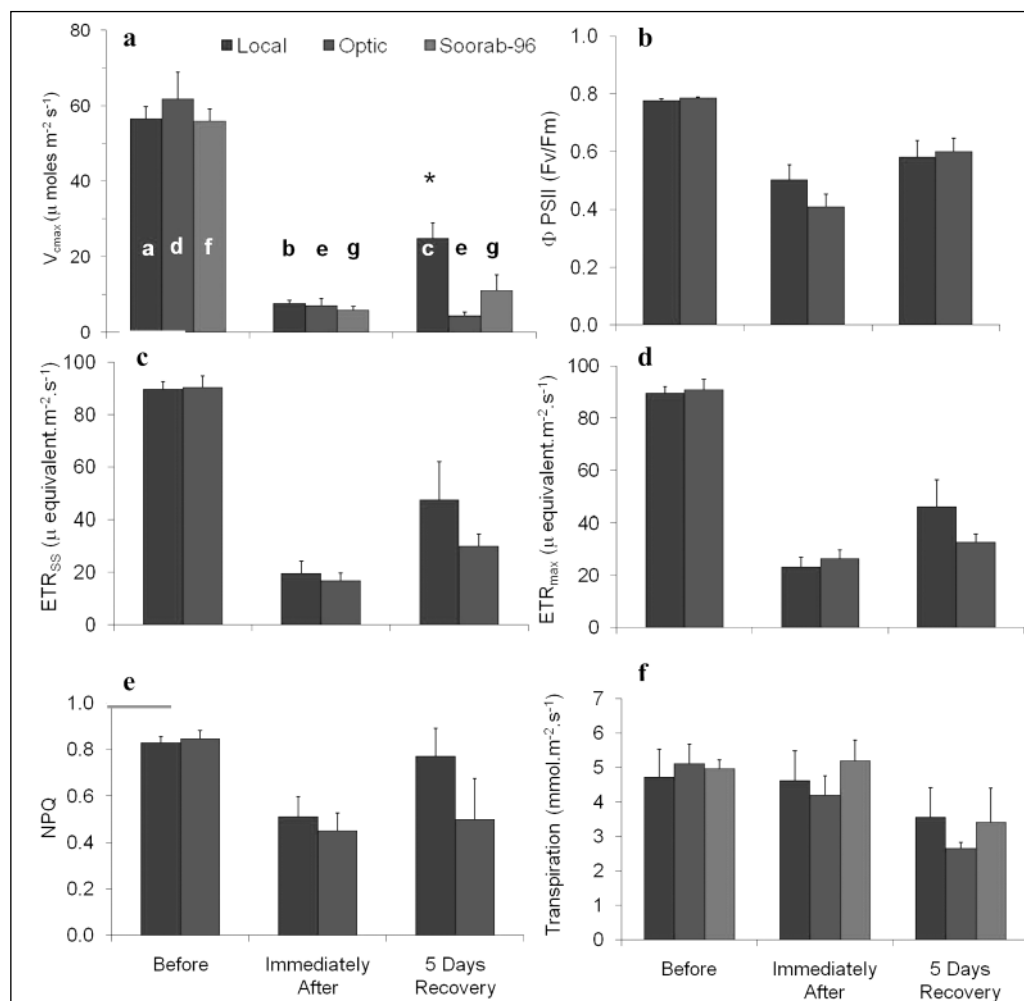 a
Local Optic Soorab-96
V_cmax (μ moles m⁻² s⁻¹)
80
60
40
20
0
a d f
b e g
*
c e g
b
Φ PSII (Fv/Fm)
1.0
0.8
0.6
0.4
0.2
0.0
c
ETR_SS (μ equivalent.m⁻².s⁻¹)
100
80
60
40
20
0
d
ETR_max (μ equivalent.m⁻².s⁻¹)
100
80
60
40
20
0
e
NPQ
1.0
0.8
0.6
0.4
0.2
0.0
Before
Immediately
After
5 Days
Recovery
f
Transpiration (mmol.m⁻².s⁻¹)
7
6
5
4
3
2
1
0
Before
Immediately
After
5 Days
Recovery